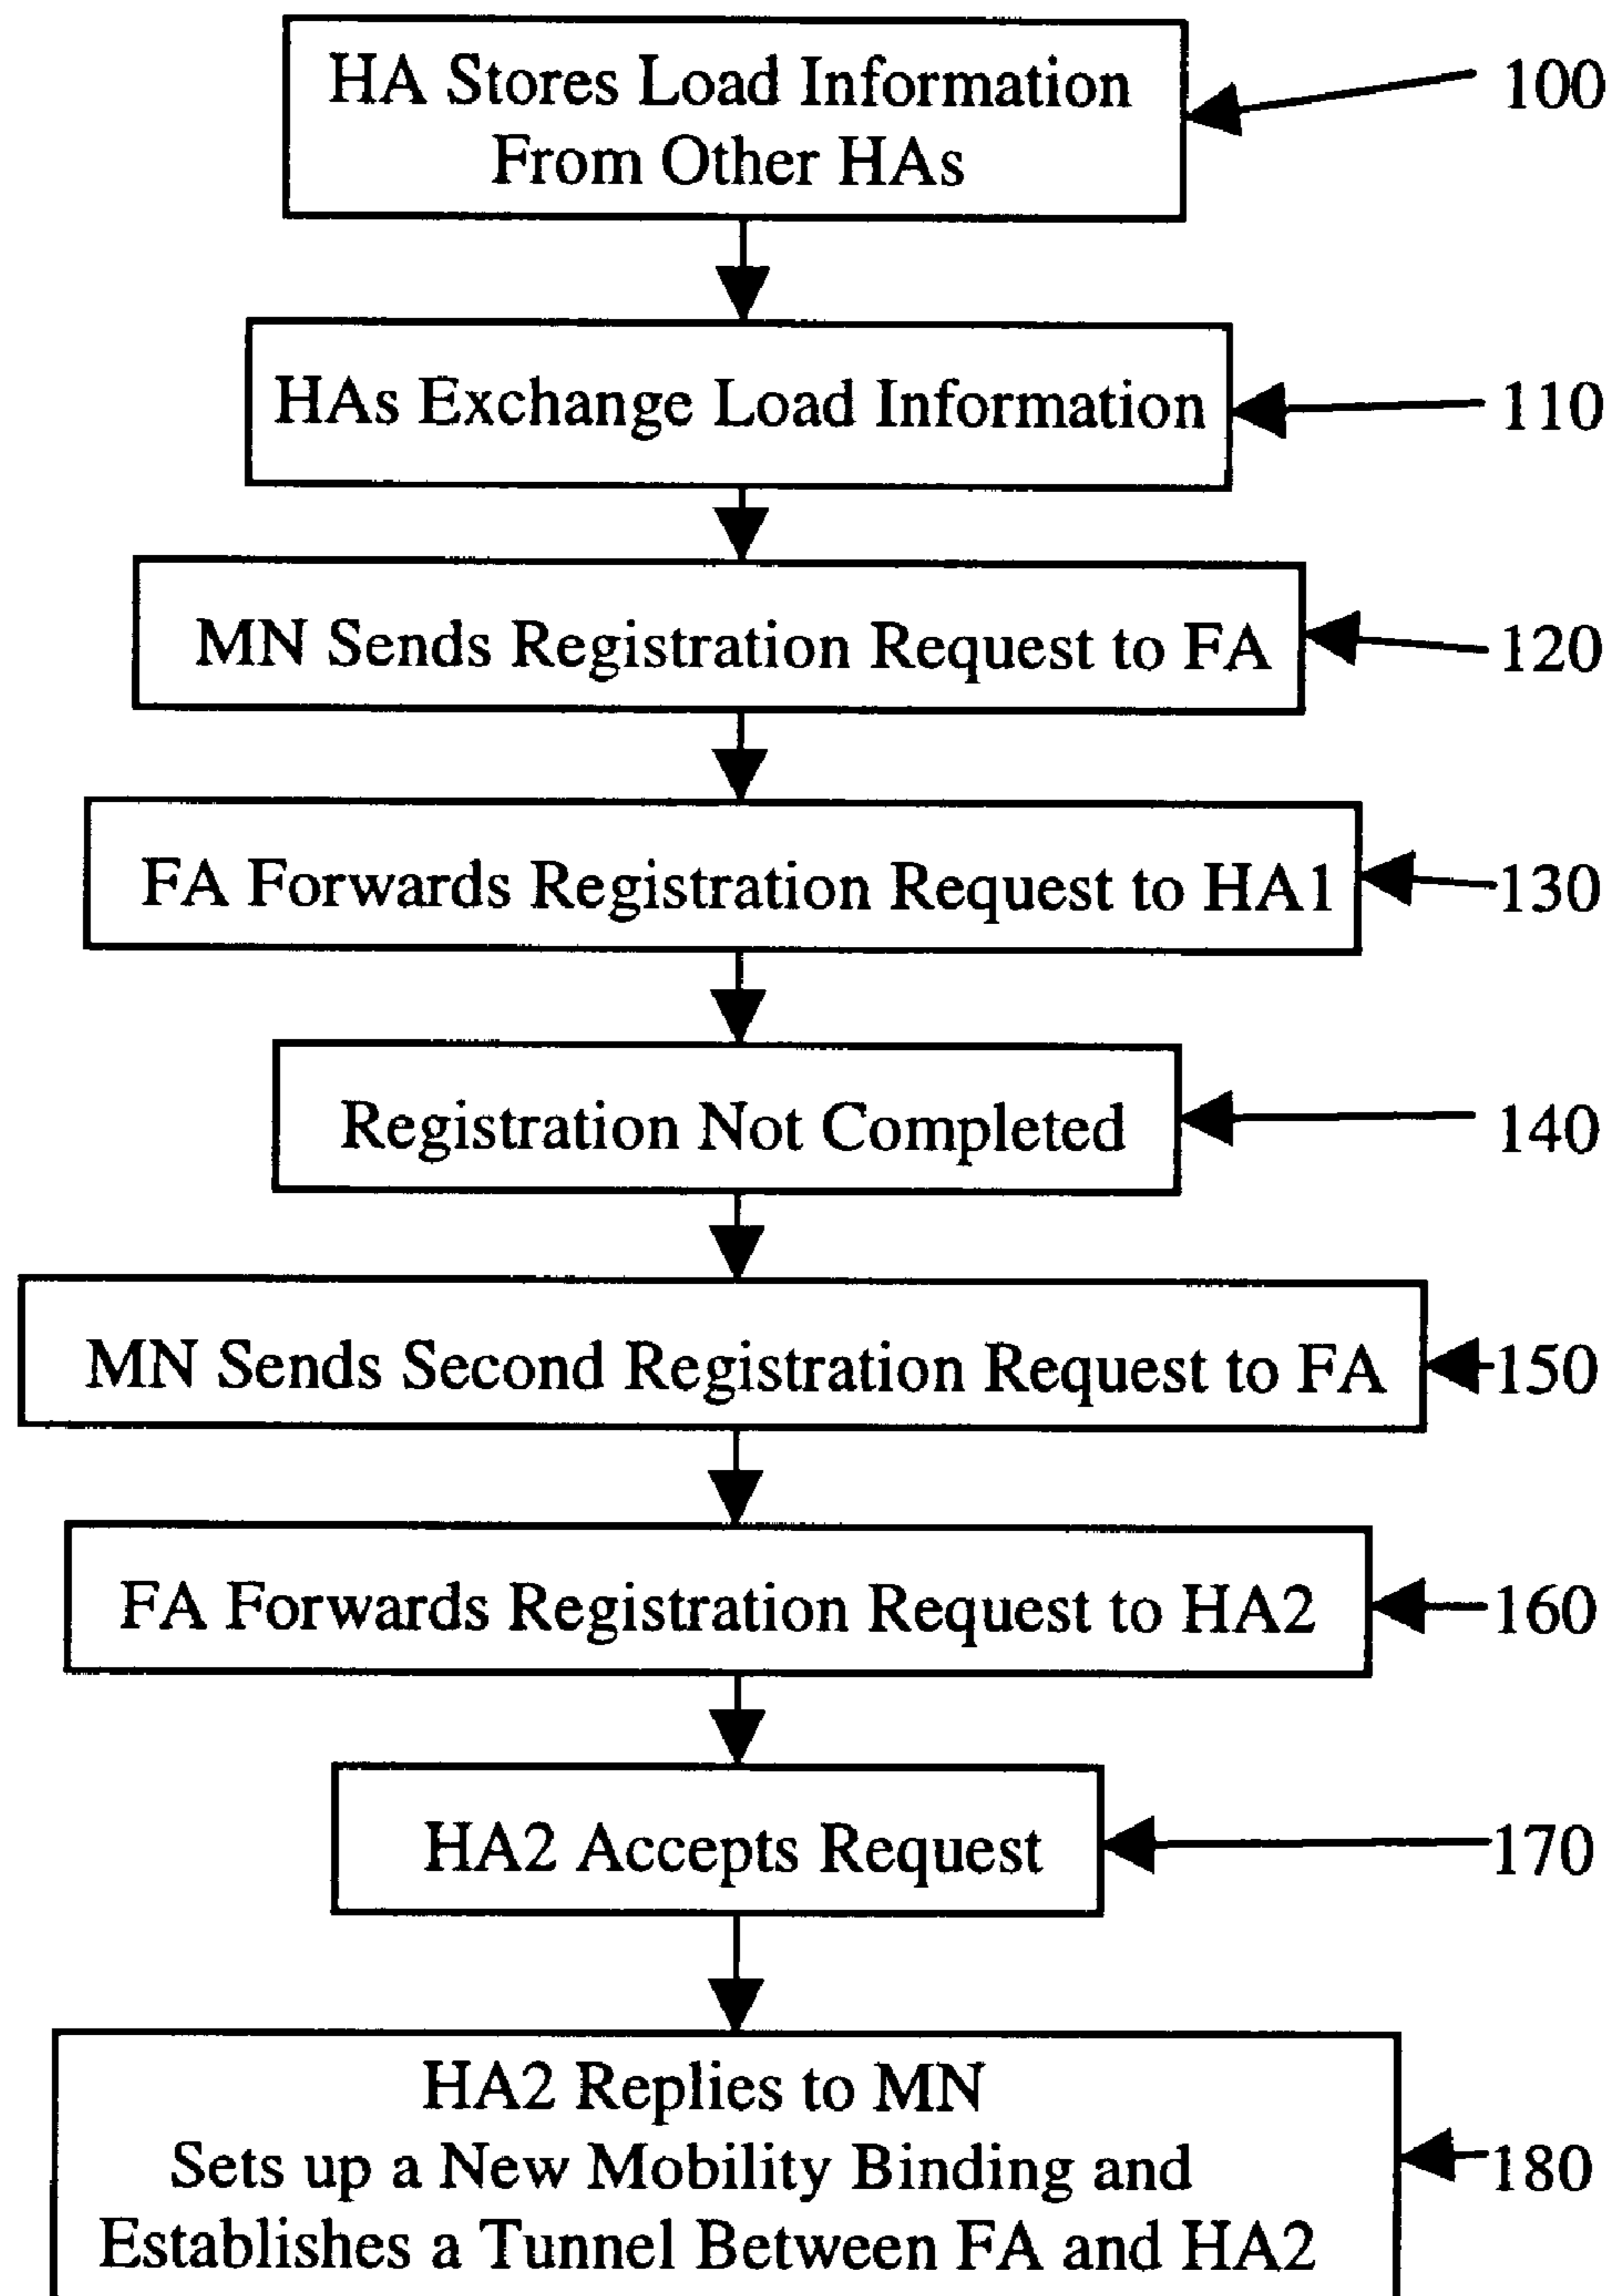 HA Stores Load Information
From Other HAs
100
HAs Exchange Load Information
110
MN Sends Registration Request to FA
120
FA Forwards Registration Request to HA1
130
Registration Not Completed
140
MN Sends Second Registration Request to FA
150
FA Forwards Registration Request to HA2
160
HA2 Accepts Request
170
HA2 Replies to MN
Sets up a New Mobility Binding and
Establishes a Tunnel Between FA and HA2
180